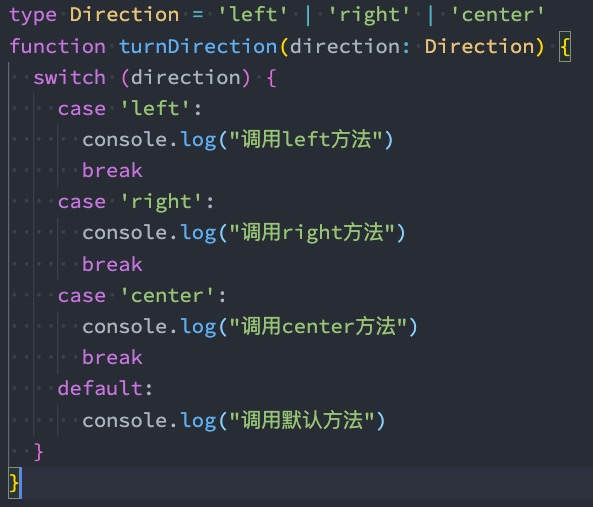 type Direction = 'left' | 'right' | 'center'
function turnDirection(direction: Direction) {
  switch (direction) {
    case 'left':
      console.log("调用left方法")
      break
    case 'right':
      console.log("调用right方法")
      break
    case 'center':
      console.log("调用center方法")
      break
    default:
      console.log("调用默认方法")
  }
}